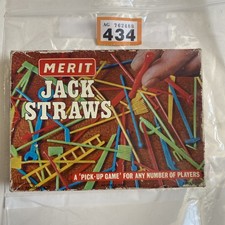 434
MERIT
JACK
STRAWS
A 'PICK-UP GAME' FOR ANY NUMBER OF PLAYERS